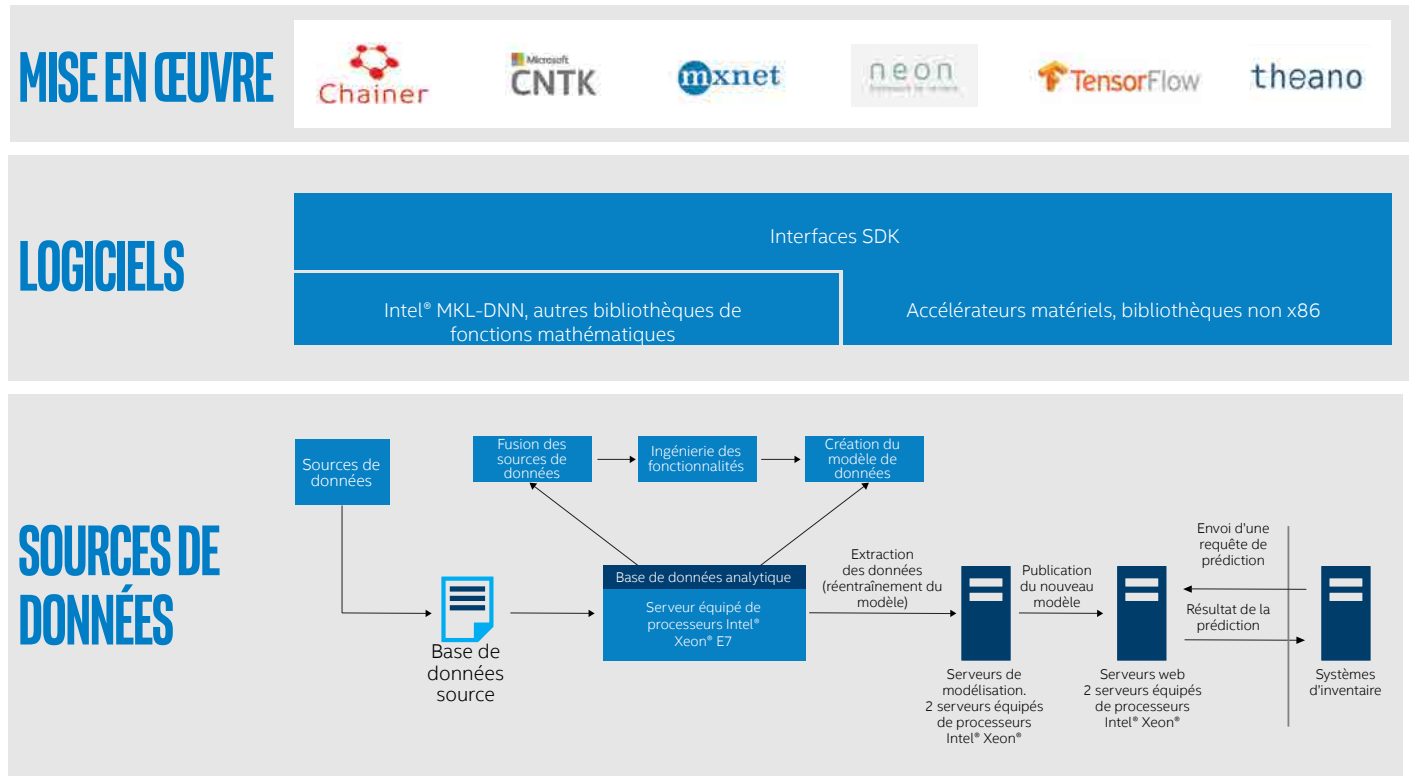 MISE EN ŒUVRE
Chainer
Microsoft
CNTK
mxnet
neon
TensorFlow
theano
LOGICIELS
Interfaces SDK
Intel® MKL-DNN, autres bibliothèques de
fonctions mathématiques
Accélérateurs matériels, bibliothèques non x86
SOURCES DE
DONNÉES
Sources de
données
Fusion des
sources de
données
Ingénierie des
fonctionnalités
Création du
modèle de
données
Base de
données
source
Base de données analytique
Serveur équipé de
processeurs Intel®
Xeon® E7
Extraction
des données
(réentraînement du
modèle)
Serveurs de
modélisation.
2 serveurs équipés
de processeurs
Intel® Xeon®
Publication
du nouveau
modèle
Serveurs web
2 serveurs équipés
de processeurs
Intel® Xeon®
Envoi d'une
requête de
prédiction
Résultat de la
prédiction
Systèmes
d'inventaire